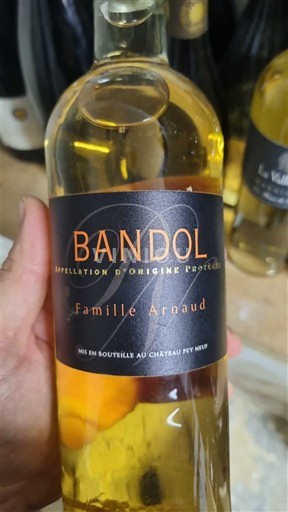 BANDOL
APPELLATION D'ORIGINE PROTÉGÉE
Famille Arnaud
MIS EN BOUTEILLE AU CHÂTEAU PEY NEUF